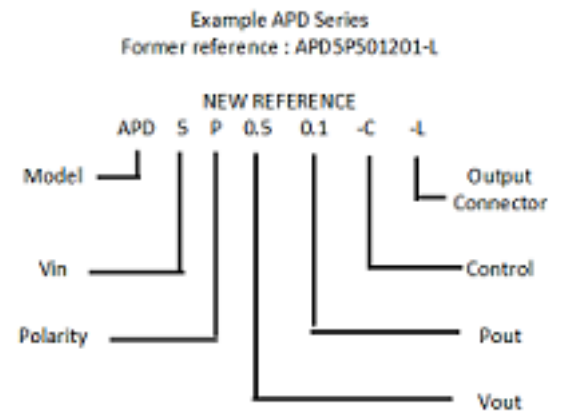 Example APD Series
Former reference : APD5P501201-L
NEW REFERENCE
APD 5 P 0.5 0.1 -C -L
Model
Output
Connector
Vin
Control
Polarity
Pout
Vout